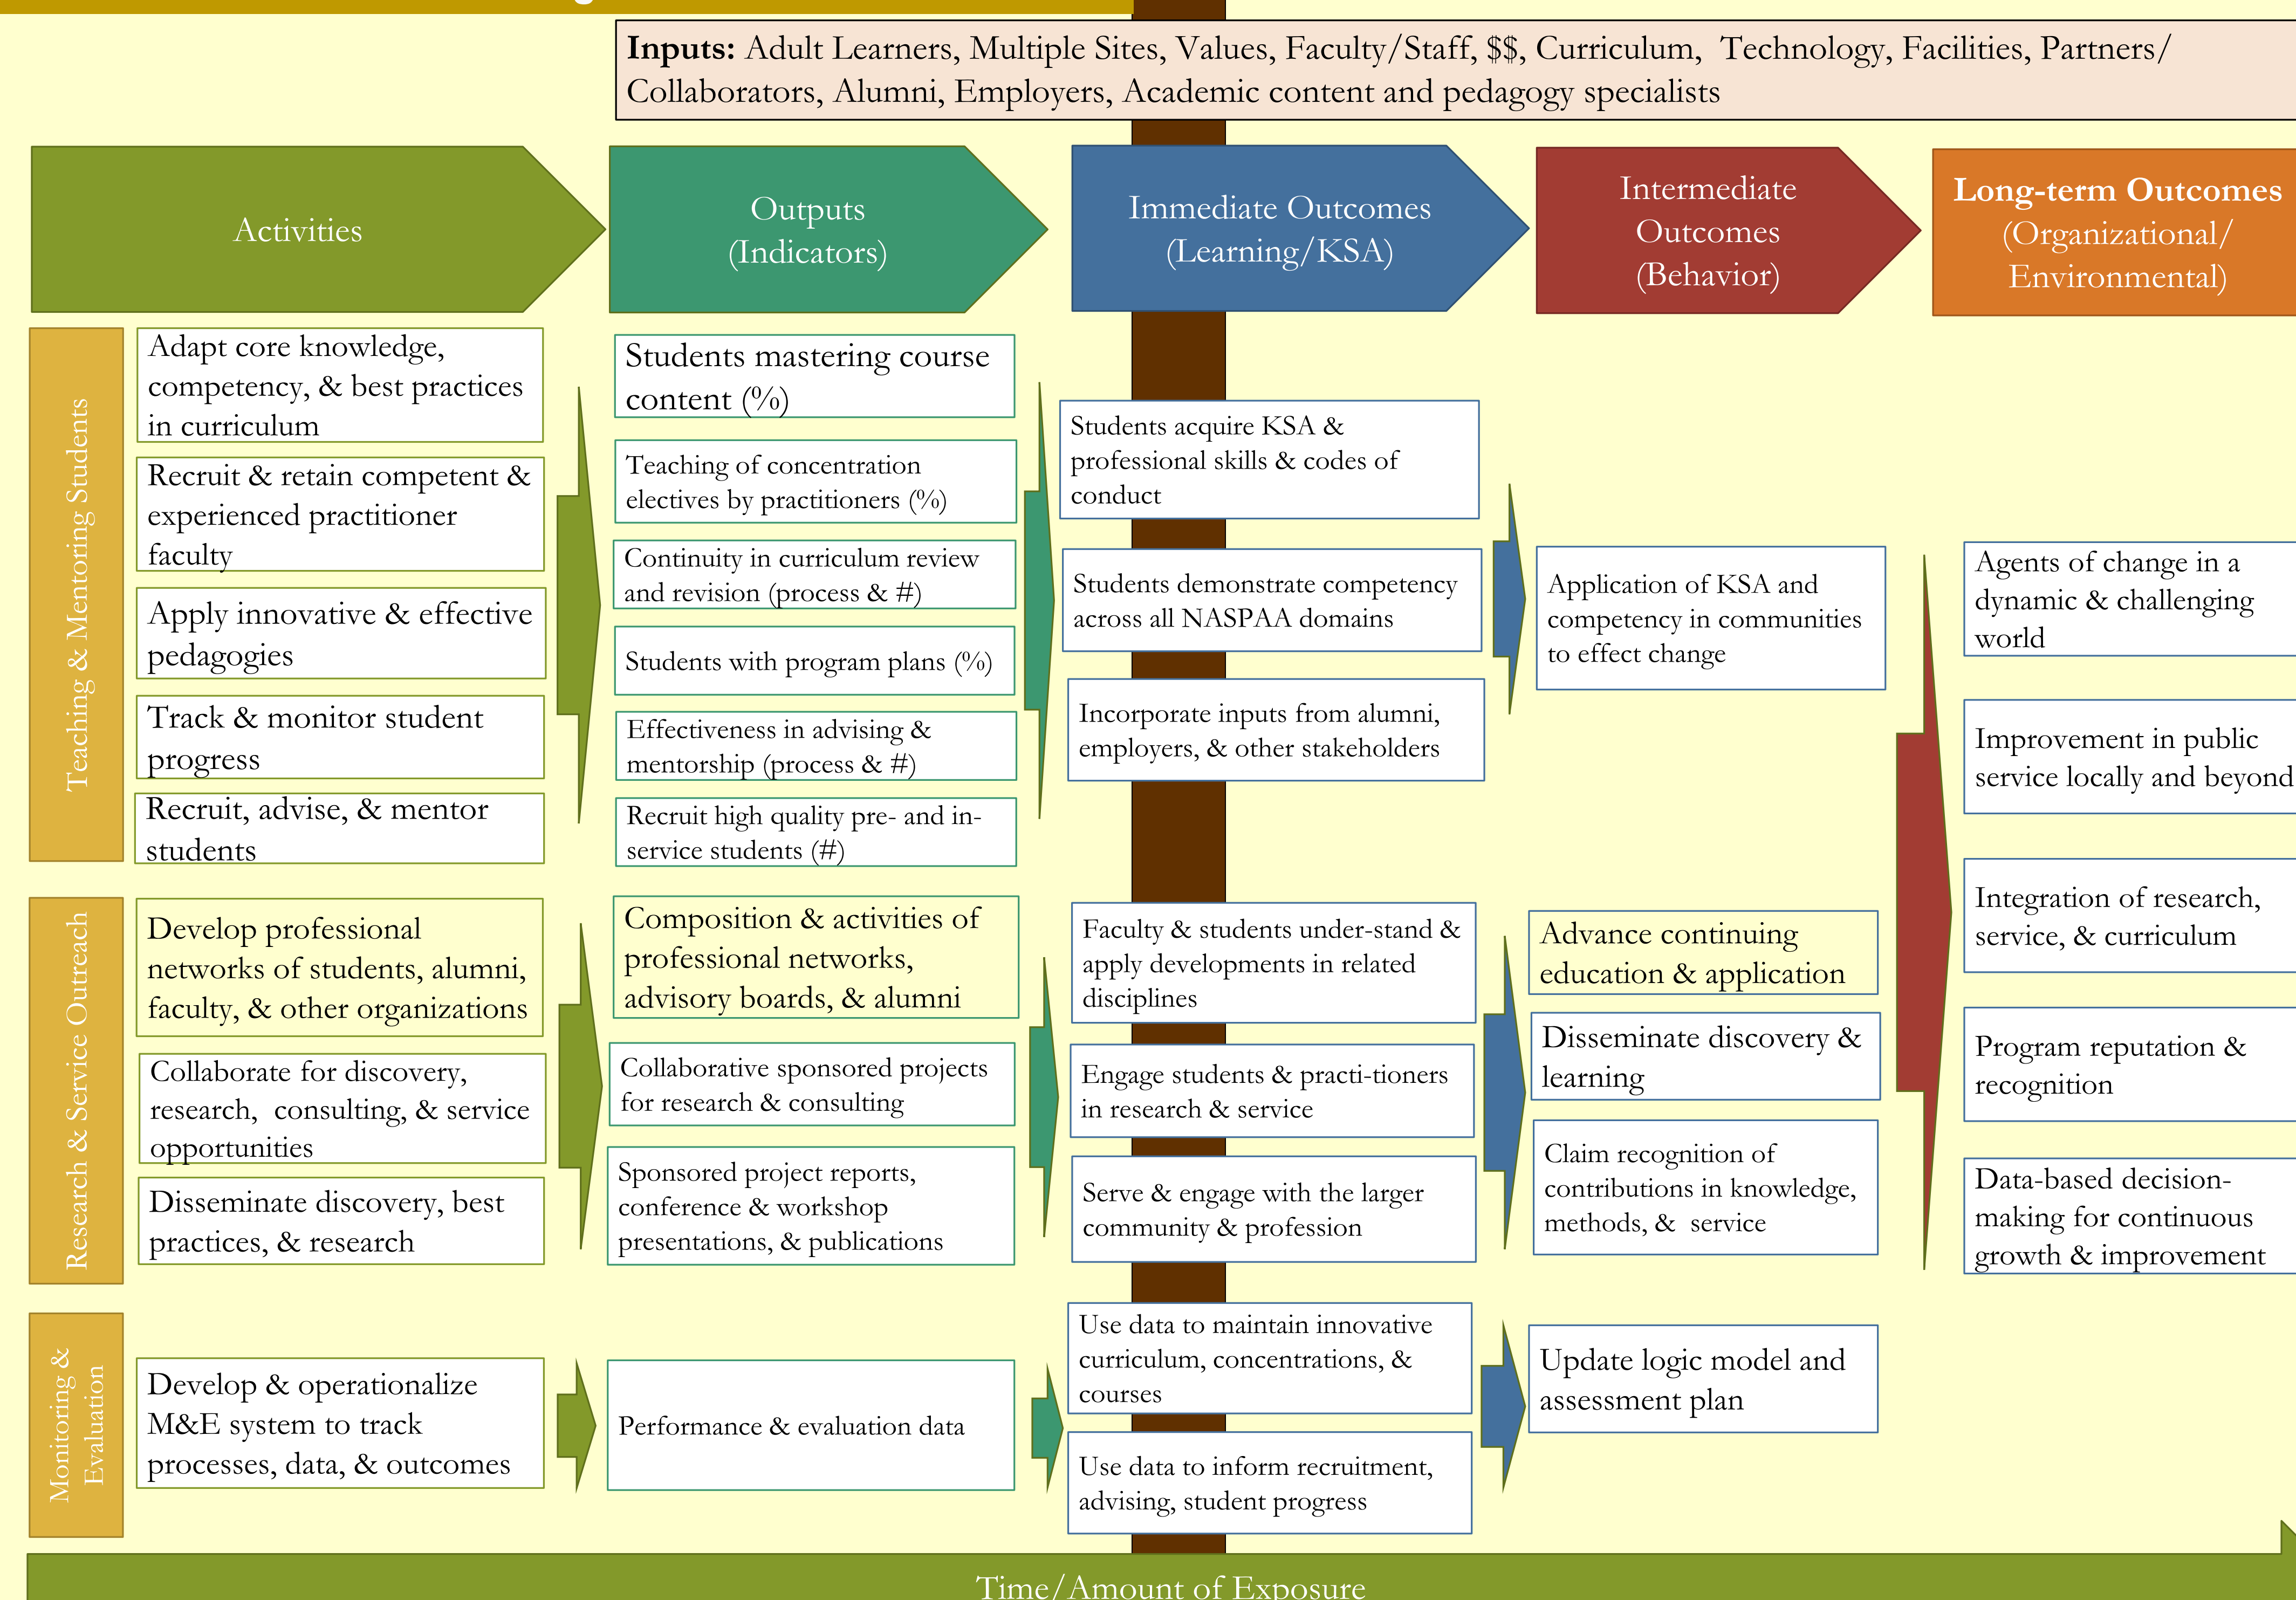 Inputs: Adult Learners, Multiple Sites, Values, Faculty/Staff, $$, Curriculum,  Technology, Facilities, Partners/
Collaborators, Alumni, Employers, Academic content and pedagogy specialists
Activities
Outputs
(Indicators)
Immediate Outcomes
(Learning/KSA)
Intermediate
Outcomes
(Behavior)
Long-term Outcomes
(Organizational/
Environmental)
Teaching & Mentoring Students
Adapt core knowledge,
competency, & best practices
in curriculum
Recruit & retain competent &
experienced practitioner
faculty
Apply innovative & effective
pedagogies
Track & monitor student
progress
Recruit, advise, & mentor
students
Students mastering course
content (%)
Teaching of concentration
electives by practitioners (%)
Continuity in curriculum review
and revision (process & #)
Students with program plans (%)
Effectiveness in advising &
mentorship (process & #)
Recruit high quality pre- and in-
service students (#)
Students acquire KSA &
professional skills & codes of
conduct
Students demonstrate competency
across all NASPAA domains
Incorporate inputs from alumni,
employers, & other stakeholders
Application of KSA and
competency in communities
to effect change
Agents of change in a
dynamic & challenging
world
Improvement in public
service locally and beyond
Integration of research,
service, & curriculum
Program reputation &
recognition
Data-based decision-
making for continuous
growth & improvement
Research & Service Outreach
Develop professional
networks of students, alumni,
faculty, & other organizations
Collaborate for discovery,
research,  consulting, & service
opportunities
Disseminate discovery, best
practices, & research
Composition & activities of
professional networks,
advisory boards, & alumni
Collaborative sponsored projects
for research & consulting
Sponsored project reports,
conference & workshop
presentations, & publications
Faculty & students under-stand &
apply developments in related
disciplines
Engage students & practi-tioners
in research & service
Serve & engage with the larger
community & profession
Advance continuing
education & application
Disseminate discovery &
learning
Claim recognition of
contributions in knowledge,
methods, &  service
Monitoring &
Evaluation
Develop & operationalize
M&E system to track
processes, data, & outcomes
Performance & evaluation data
Use data to maintain innovative
curriculum, concentrations, &
courses
Use data to inform recruitment,
advising, student progress
Update logic model and
assessment plan
Time/Amount of Exposure